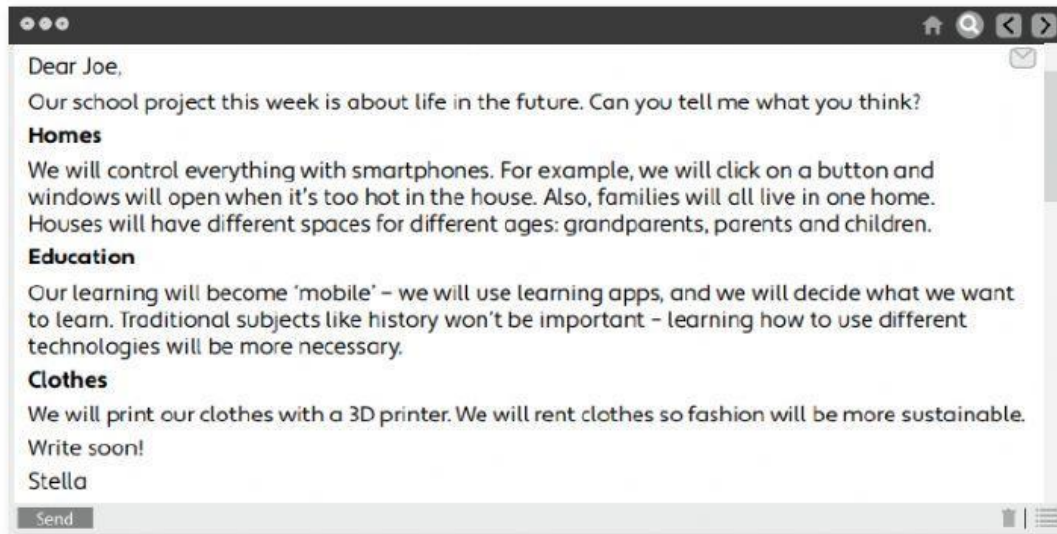 Dear Joe,
Our school project this week is about life in the future. Can you tell me what you think?
Homes
We will control everything with smartphones. For example, we will click on a button and
windows will open when it's too hot in the house. Also, families will all live in one home.
Houses will have different spaces for different ages: grandparents, parents and children.
Education
Our learning will become 'mobile' – we will use learning apps, and we will decide what we want
to learn. Traditional subjects like history won't be important – learning how to use different
technologies will be more necessary.
Clothes
We will print our clothes with a 3D printer. We will rent clothes so fashion will be more sustainable.
Write soon!
Stella
Send